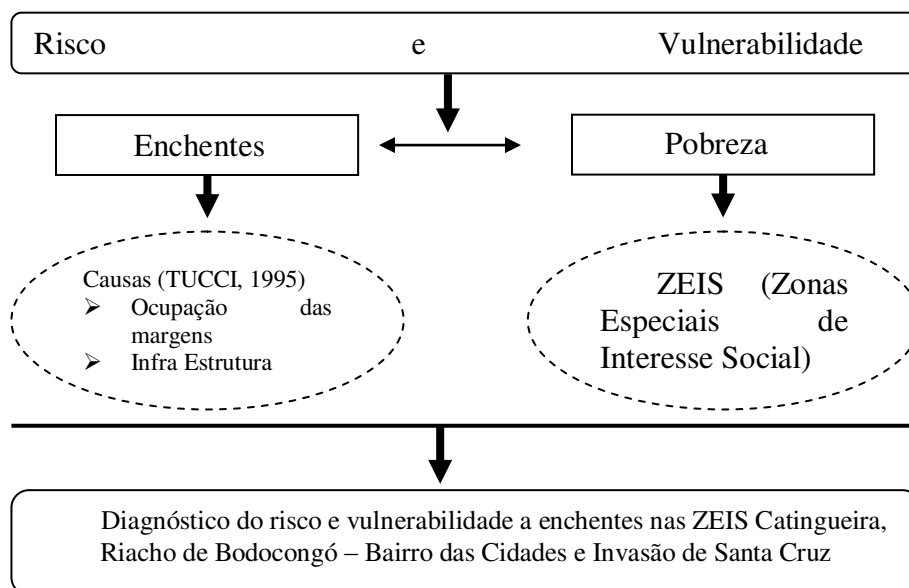 Risco e Vulnerabilidade
Enchentes
Pobreza
Causas (TUCCI, 1995)
➢ Ocupação das
margens
➢ Infra Estrutura
ZEIS (Zonas
Especiais de
Interesse Social)
Diagnóstico do risco e vulnerabilidade a enchentes nas ZEIS Catingueira,
Riacho de Bodocongó – Bairro das Cidades e Invasão de Santa Cruz